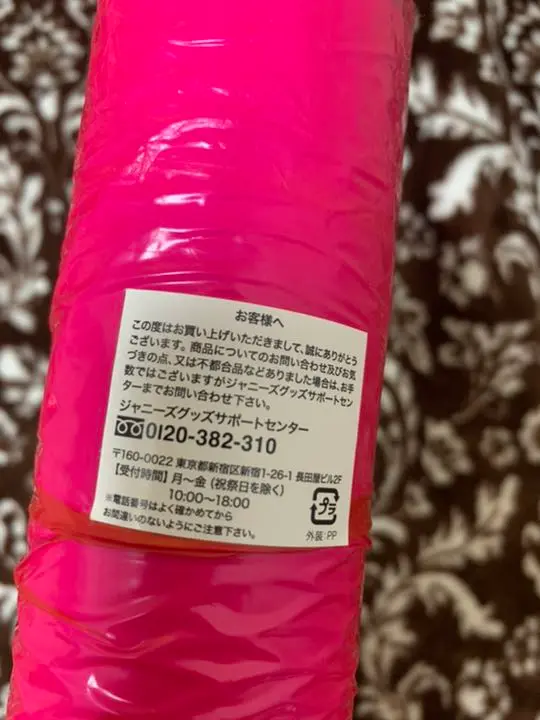 お客様へ
この度はお買い上げいただきまして、誠にありがとう
ございます。商品についてのお問い合わせ及びお気
づきの点、又は不都合品などありました場合は、お手
数ではございますがジャニーズグッズサポートセン
ターまでお問い合わせ下さい。
ジャニーズグッズサポートセンター
0120-382-310
〒160-0022 東京都新宿区新宿1-26-1 長田屋ビル2F
【受付時間】月〜金（祝祭日を除く）
10:00〜18:00
※電話番号はよく確かめてから
お間違いのないようにご注意下さい。
プラ
外装:PP